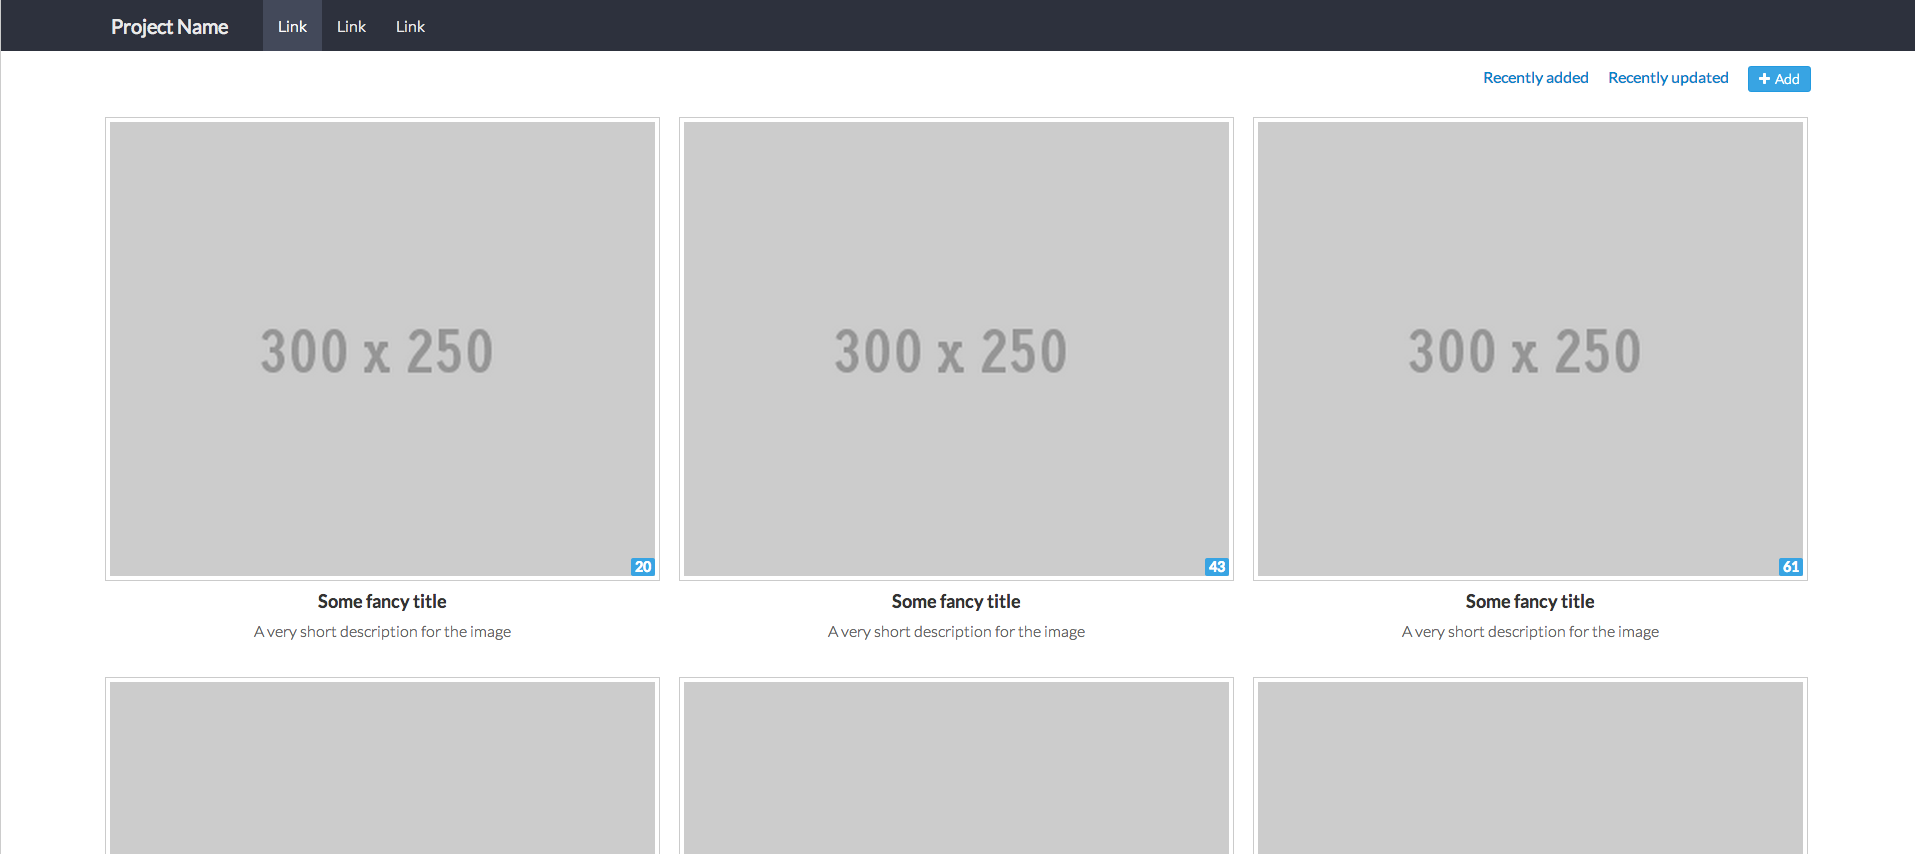 Project Name Link Link Link
Recently added Recently updated + Add
300 x 250 300 x 250 300 x 250
20 43 61
Some fancy title Some fancy title Some fancy title
A very short description for the image A very short description for the image A very short description for the image